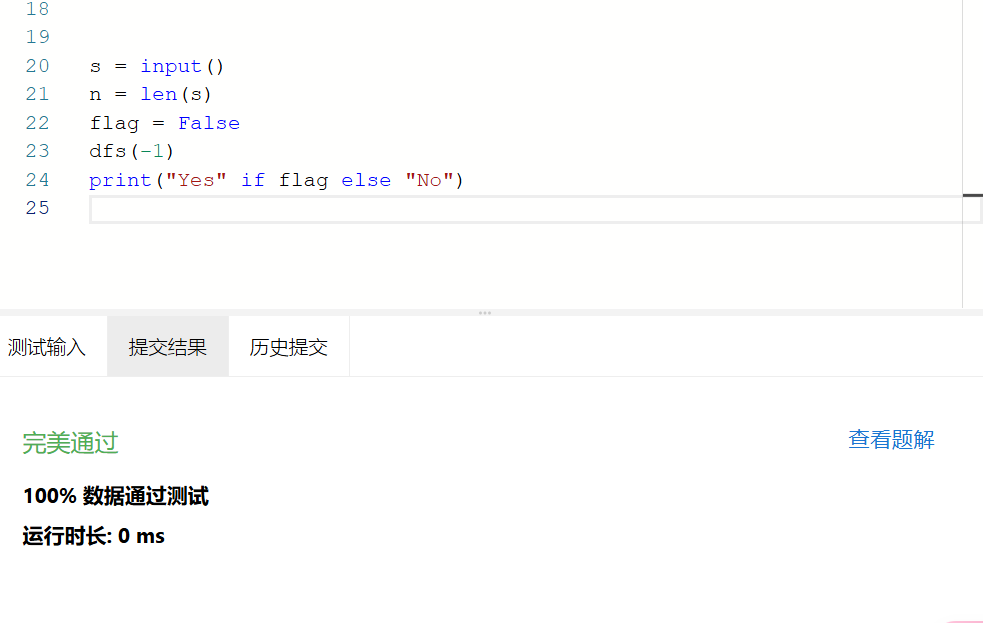 18
19
20 s = input()
21 n = len(s)
22 flag = False
23 dfs(-1)
24 print("Yes" if flag else "No")
25
测试输入 提交结果 历史提交
完美通过 查看题解
100% 数据通过测试
运行时长: 0 ms